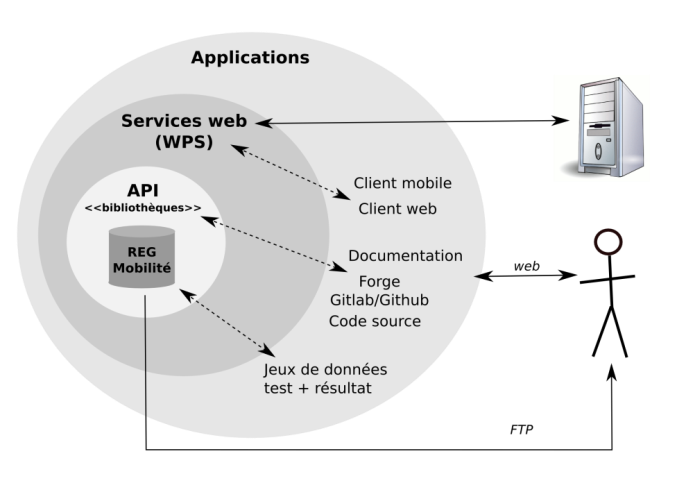 Applications
Services web
(WPS)
API
<<bibliothèques>>
REG
Mobilité
Client mobile
Client web
Documentation
Forge
Gitlab/Github
Code source
web
Jeux de données
test + résultat
FTP